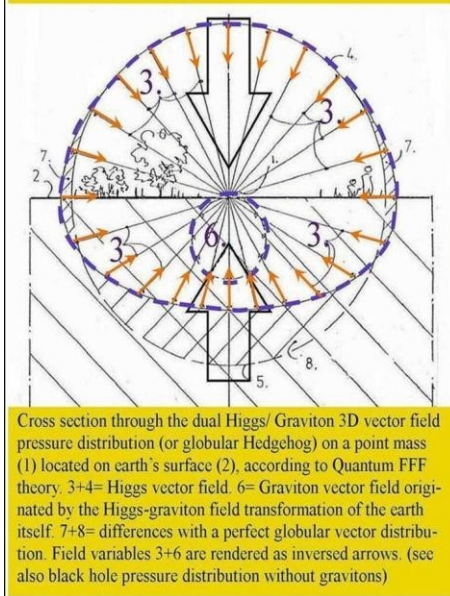 4.
3.
3.
7.
7.
1.
2.
3.
6.
3.
8.
5.
Cross section through the dual Higgs/ Graviton 3D vector field
pressure distribution (or globular Hedgehog) on a point mass
(1) located on earth's surface (2), according to Quantum FFF
theory. 3+4= Higgs vector field. 6= Graviton vector field origi-
nated by the Higgs-graviton field transformation of the earth
itself. 7+8= differences with a perfect globular vector distribu-
tion. Field variables 3+6 are rendered as inversed arrows. (see
also black hole pressure distribution without gravitons)